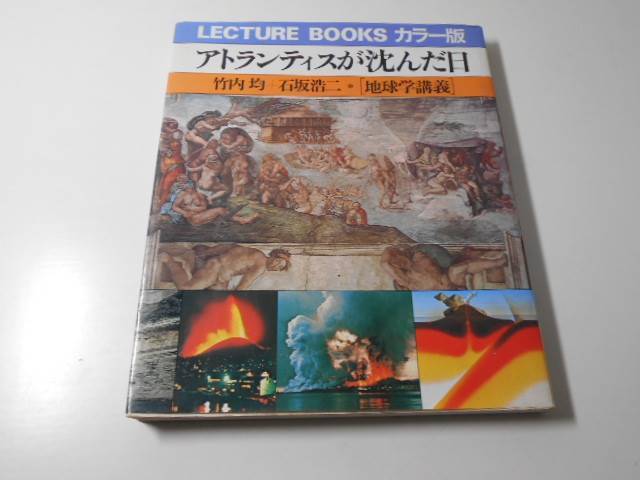 LECTURE BOOKS カラー版
アトランティスが沈んだ日
竹内 均｜石坂浩二・［地球学講義］